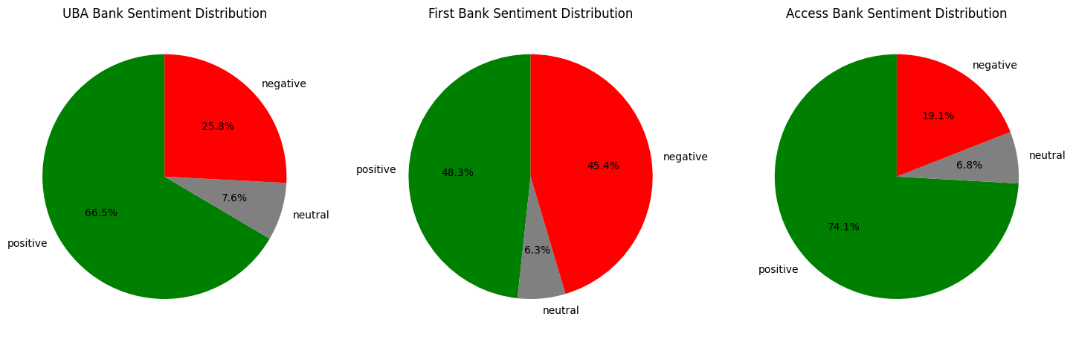 UBA Bank Sentiment Distribution
negative
25.8%
7.6%
neutral
66.5%
positive
First Bank Sentiment Distribution
positive
48.3%
45.4%
negative
6.3%
neutral
Access Bank Sentiment Distribution
negative
19.1%
6.8%
neutral
74.1%
positive